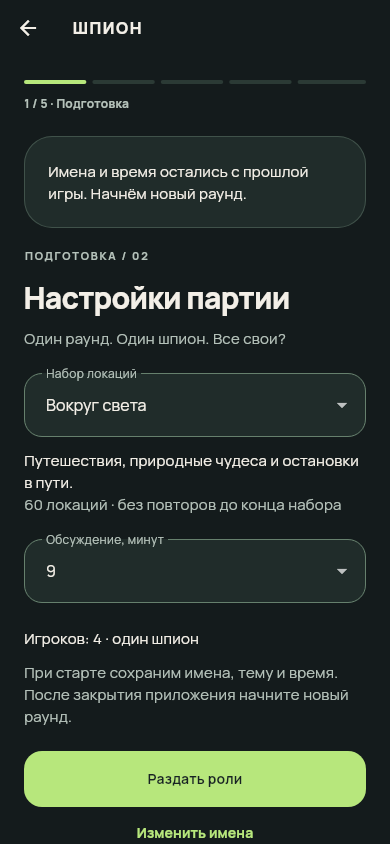 ШПИОН
1 / 5 · Подготовка
Имена и время остались с прошлой
игры. Начнём новый раунд.
ПОДГОТОВКА / 02
Настройки партии
Один раунд. Один шпион. Все свои?
Набор локаций
Вокруг света
Путешествия, природные чудеса и остановки
в пути.
60 локаций · без повторов до конца набора
Обсуждение, минут
9
Игроков: 4 · один шпион
При старте сохраним имена, тему и время.
После закрытия приложения начните новый
раунд.
Раздать роли
Изменить имена